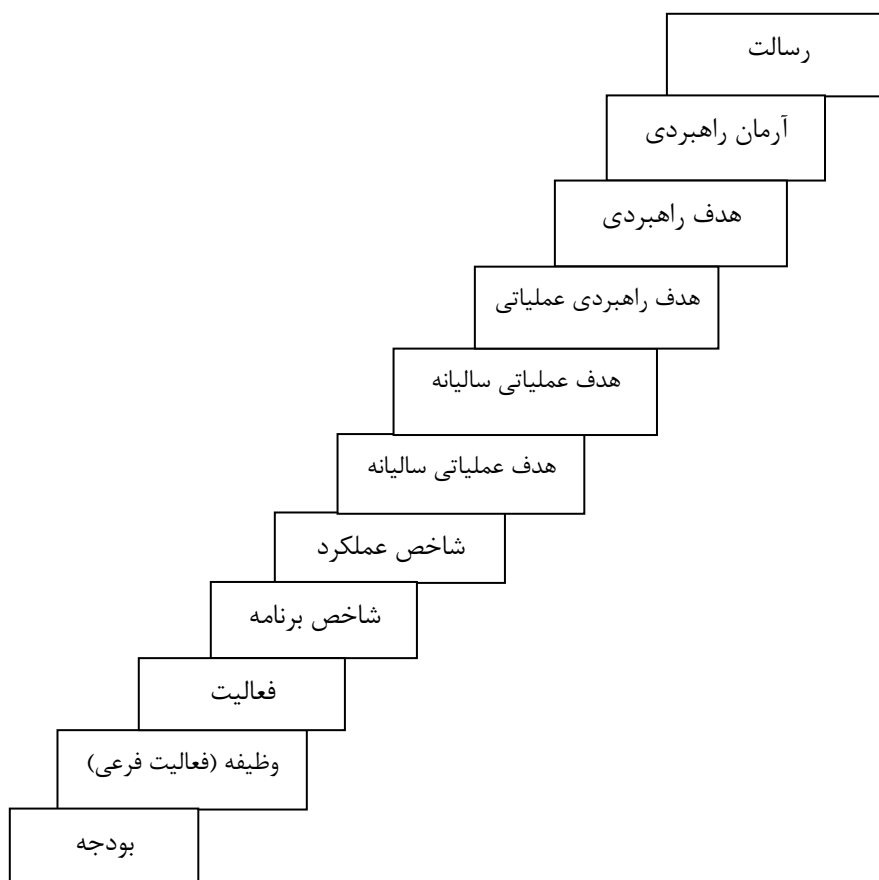 رسالت
آرمان راهبردی
هدف راهبردی
هدف راهبردی عملیاتی
هدف عملیاتی سالیانه
هدف عملیاتی سالیانه
شاخص عملکرد
شاخص برنامه
فعالیت
وظیفه (فعالیت فرعی)
بودجه